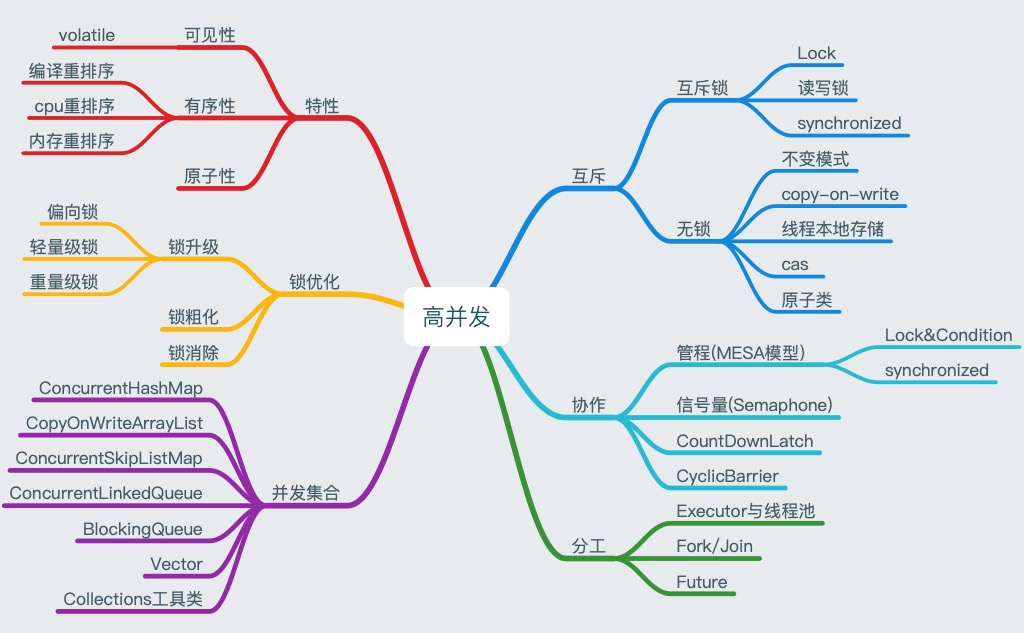 高并发
特性
可见性
volatile
有序性
编译重排序
cpu重排序
内存重排序
原子性
锁优化
锁升级
偏向锁
轻量级锁
重量级锁
锁粗化
锁消除
并发集合
ConcurrentHashMap
CopyOnWriteArrayList
ConcurrentSkipListMap
ConcurrentLinkedQueue
BlockingQueue
Vector
Collections工具类
互斥
互斥锁
Lock
读写锁
synchronized
无锁
不变模式
copy-on-write
线程本地存储
cas
原子类
协作
管程(MESA模型)
Lock&Condition
synchronized
信号量(Semaphone)
CountDownLatch
CyclicBarrier
分工
Executor与线程池
Fork/Join
Future